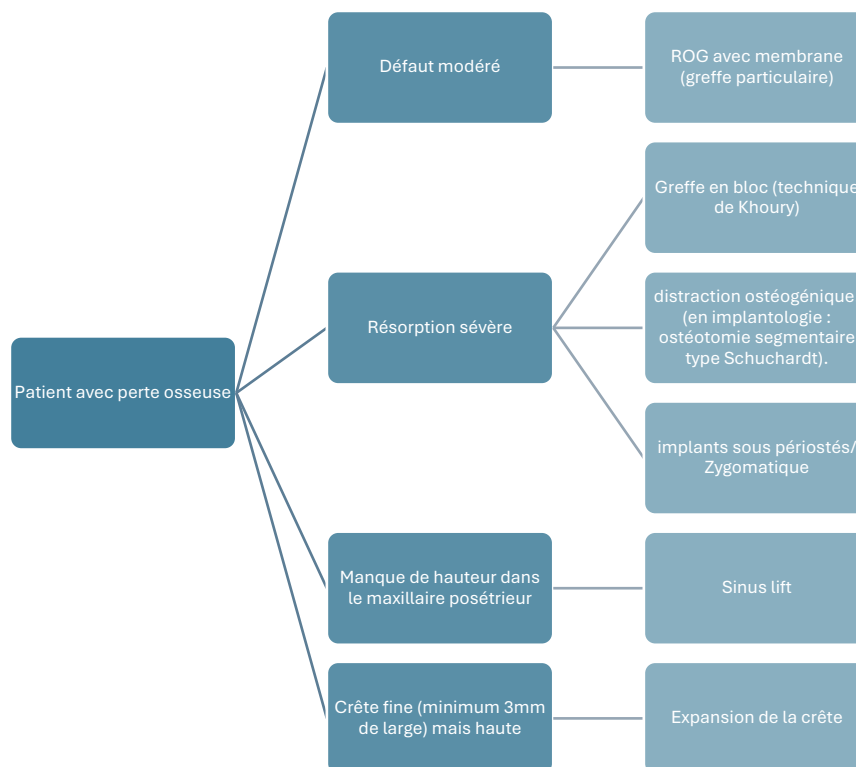 Patient avec perte osseuse
Défaut modéré
ROG avec membrane
(greffe particulaire)
Résorption sévère
Greffe en bloc (technique
de Khoury)
distraction ostéogénique
(en implantologie :
ostéotomie segmentaire
type Schuchardt).
implants sous périostés/
Zygomatique
Manque de hauteur dans
le maxillaire posétrieur
Sinus lift
Crête fine (minimum 3mm
de large) mais haute
Expansion de la crête